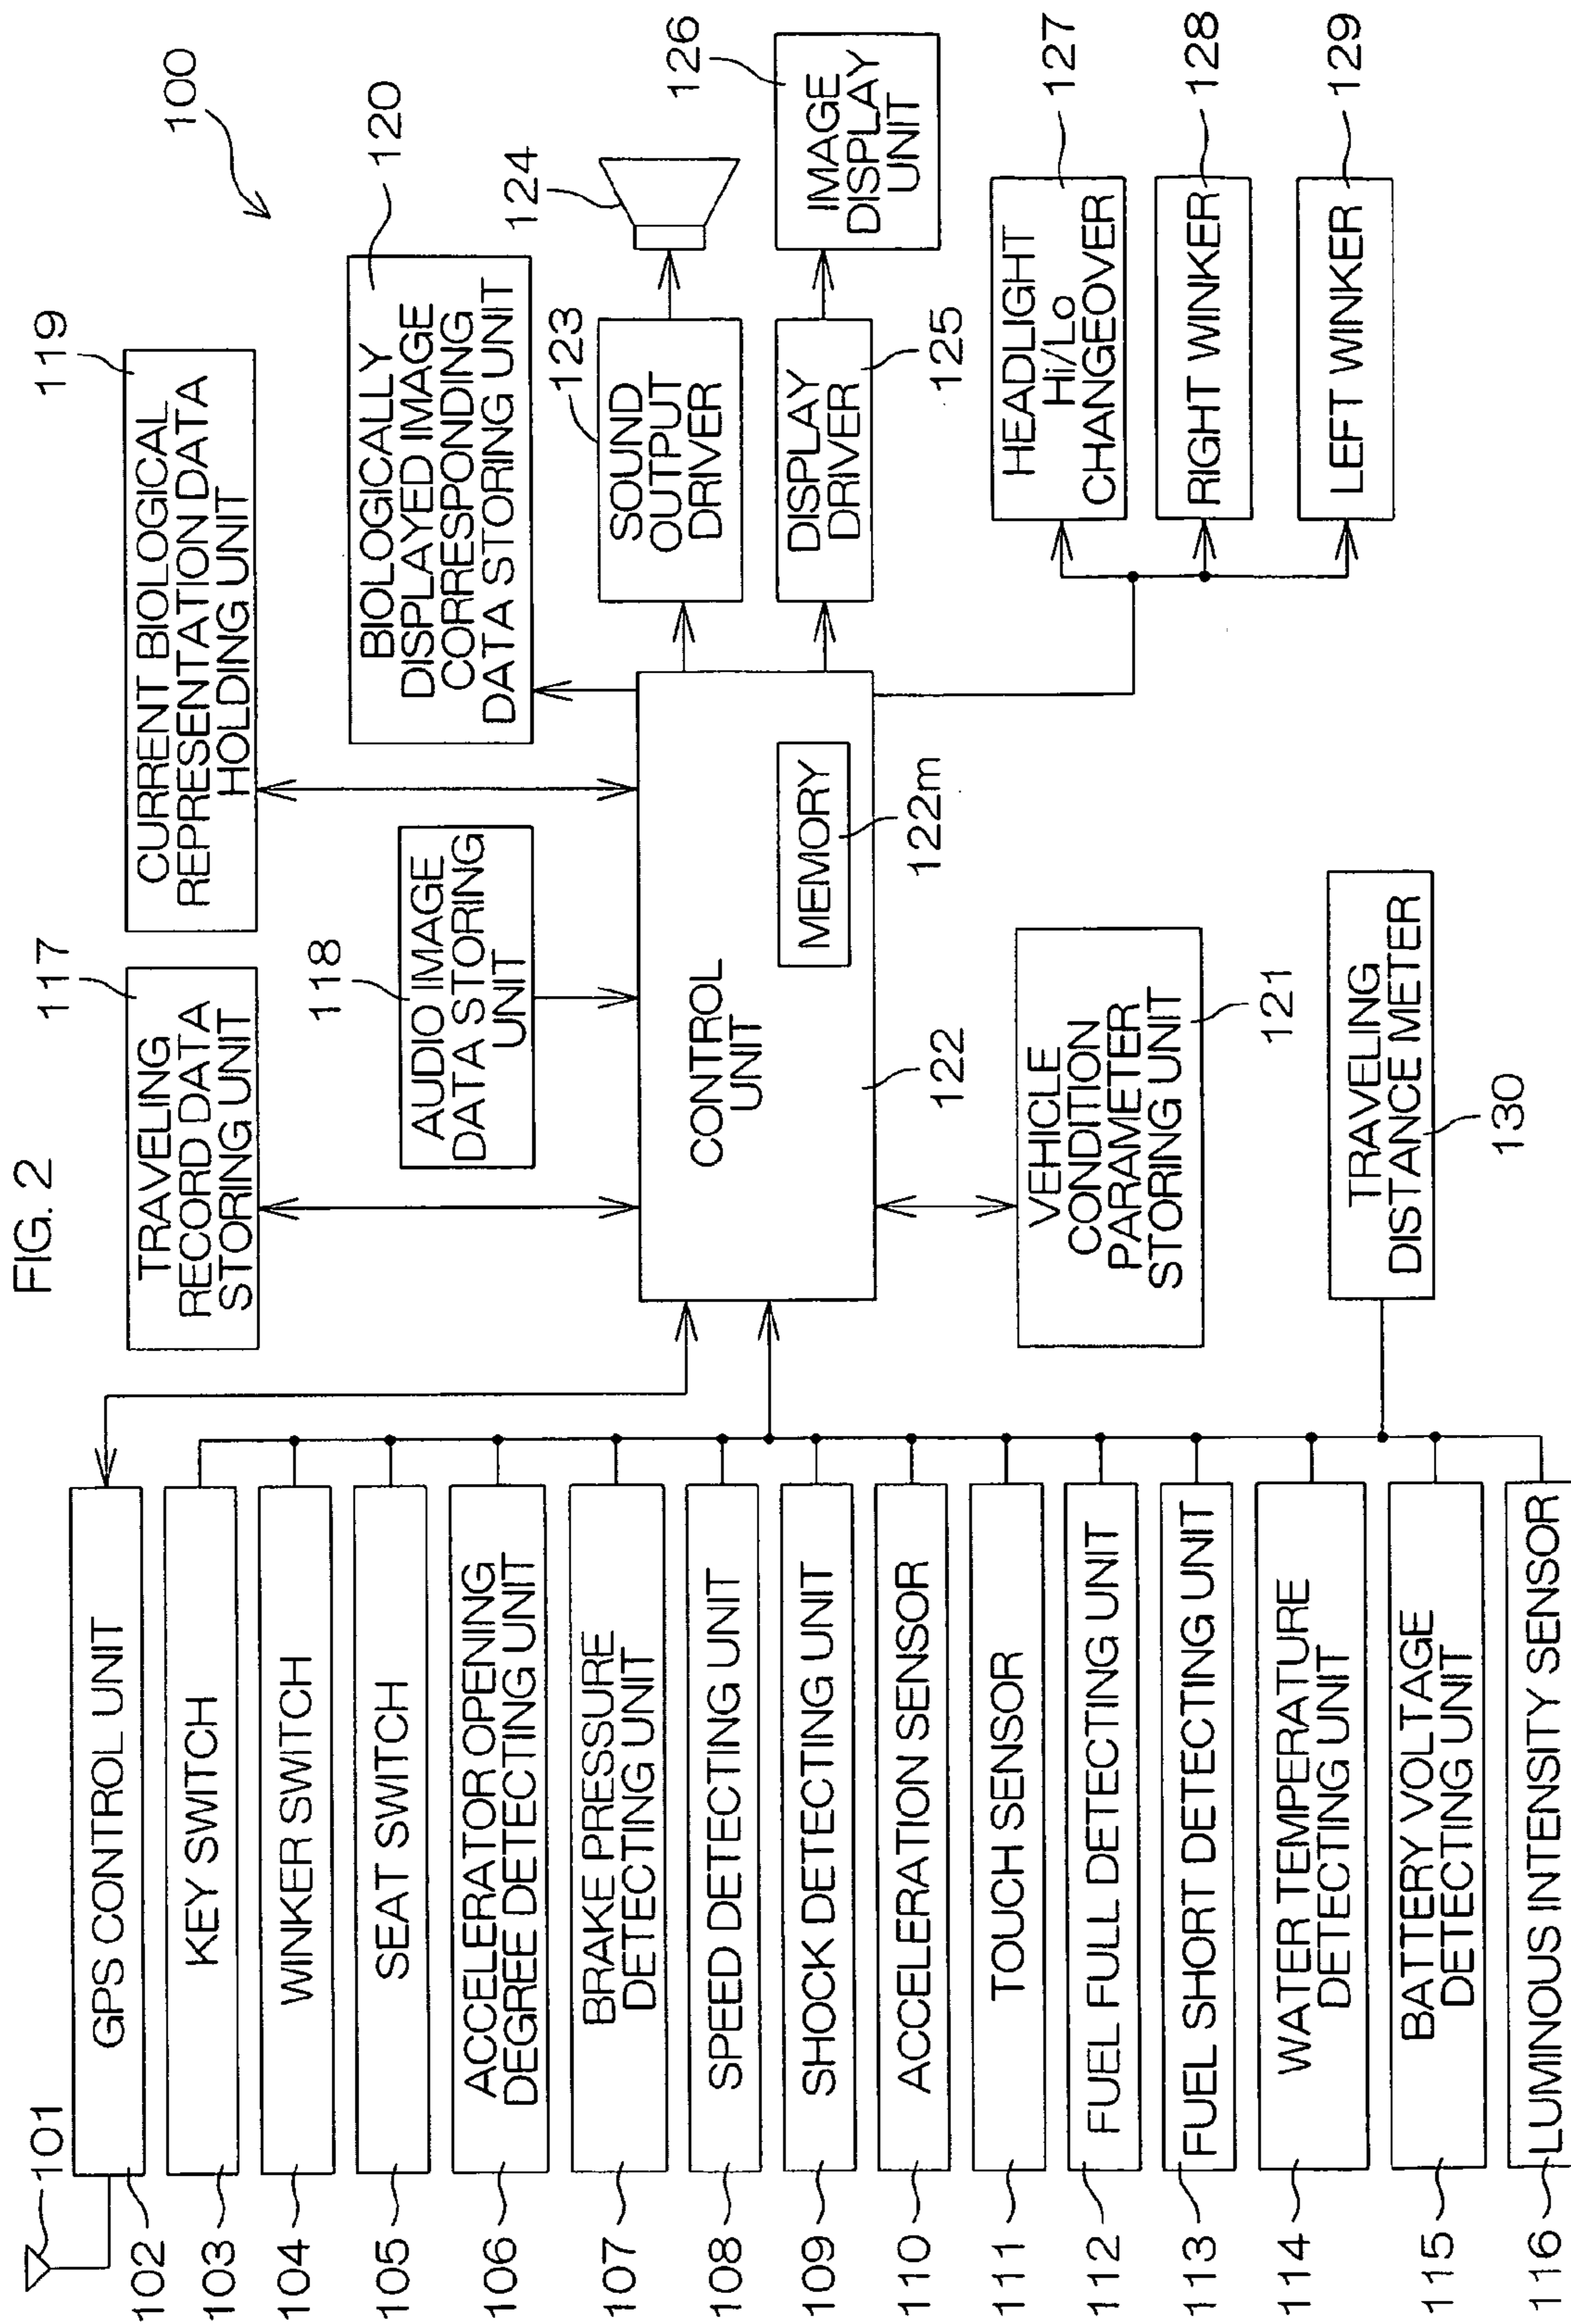 FIG. 2
100
101
GPS CONTROL UNIT
102
KEY SWITCH
103
WINKER SWITCH
104
SEAT SWITCH
105
ACCELERATOR OPENING
DEGREE DETECTING UNIT
106
BRAKE PRESSURE
DETECTING UNIT
107
SPEED DETECTING UNIT
108
SHOCK DETECTING UNIT
109
ACCELERATION SENSOR
110
TOUCH SENSOR
111
FUEL FULL DETECTING UNIT
112
FUEL SHORT DETECTING UNIT
113
WATER TEMPERATURE
DETECTING UNIT
114
BATTERY VOLTAGE
DETECTING UNIT
115
LUMINOUS INTENSITY SENSOR
116
117
TRAVELING
RECORD DATA
STORING UNIT
118
AUDIO IMAGE
DATA STORING
UNIT
119
CURRENT BIOLOGICAL
REPRESENTATION DATA
HOLDING UNIT
120
BIOLOGICALLY
DISPLAYED IMAGE
CORRESPONDING
DATA STORING UNIT
CONTROL
UNIT
122
MEMORY
122m
VEHICLE
CONDITION
PARAMETER
STORING UNIT
121
TRAVELING
DISTANCE METER
130
123
SOUND
OUTPUT
DRIVER
124
DISPLAY
DRIVER
125
126
IMAGE
DISPLAY
UNIT
HEADLIGHT
Hi/Lo
CHANGEOVER
127
RIGHT WINKER
128
LEFT WINKER
129